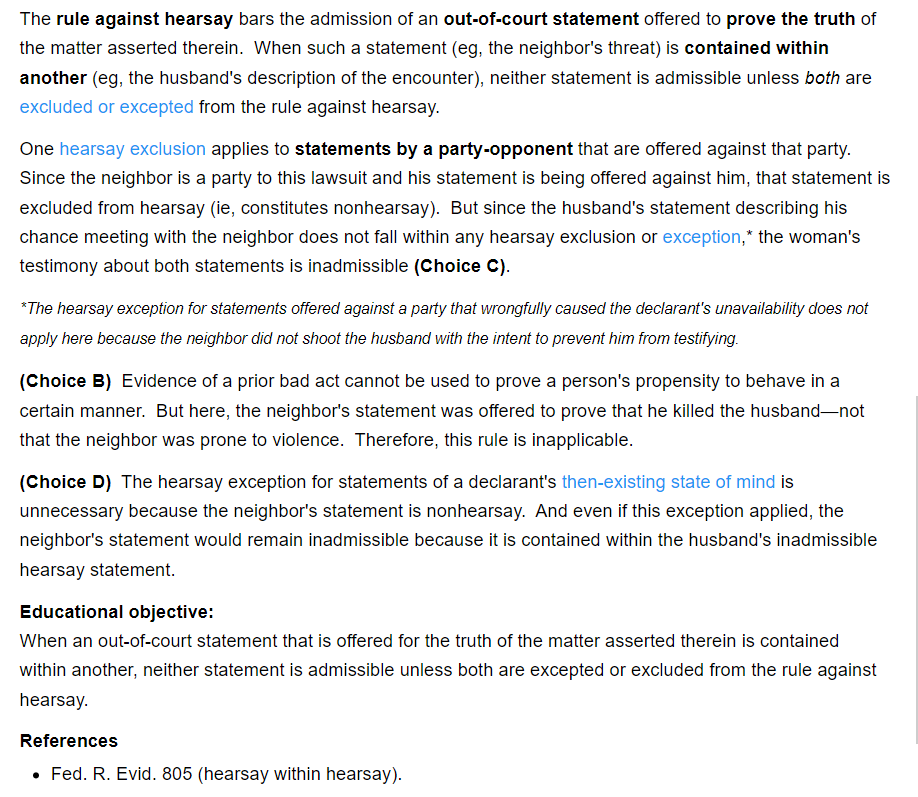 The rule against hearsay bars the admission of an out-of-court statement offered to prove the truth of
the matter asserted therein.  When such a statement (eg, the neighbor's threat) is contained within
another (eg, the husband's description of the encounter), neither statement is admissible unless both are
excluded or excepted from the rule against hearsay.
One hearsay exclusion applies to statements by a party-opponent that are offered against that party.
Since the neighbor is a party to this lawsuit and his statement is being offered against him, that statement is
excluded from hearsay (ie, constitutes nonhearsay).  But since the husband's statement describing his
chance meeting with the neighbor does not fall within any hearsay exclusion or exception,* the woman's
testimony about both statements is inadmissible (Choice C).
*The hearsay exception for statements offered against a party that wrongfully caused the declarant's unavailability does not
apply here because the neighbor did not shoot the husband with the intent to prevent him from testifying.
(Choice B)  Evidence of a prior bad act cannot be used to prove a person's propensity to behave in a
certain manner.  But here, the neighbor's statement was offered to prove that he killed the husband—not
that the neighbor was prone to violence.  Therefore, this rule is inapplicable.
(Choice D)  The hearsay exception for statements of a declarant's then-existing state of mind is
unnecessary because the neighbor's statement is nonhearsay.  And even if this exception applied, the
neighbor's statement would remain inadmissible because it is contained within the husband's inadmissible
hearsay statement.
Educational objective:
When an out-of-court statement that is offered for the truth of the matter asserted therein is contained
within another, neither statement is admissible unless both are excepted or excluded from the rule against
hearsay.
References
• Fed. R. Evid. 805 (hearsay within hearsay).